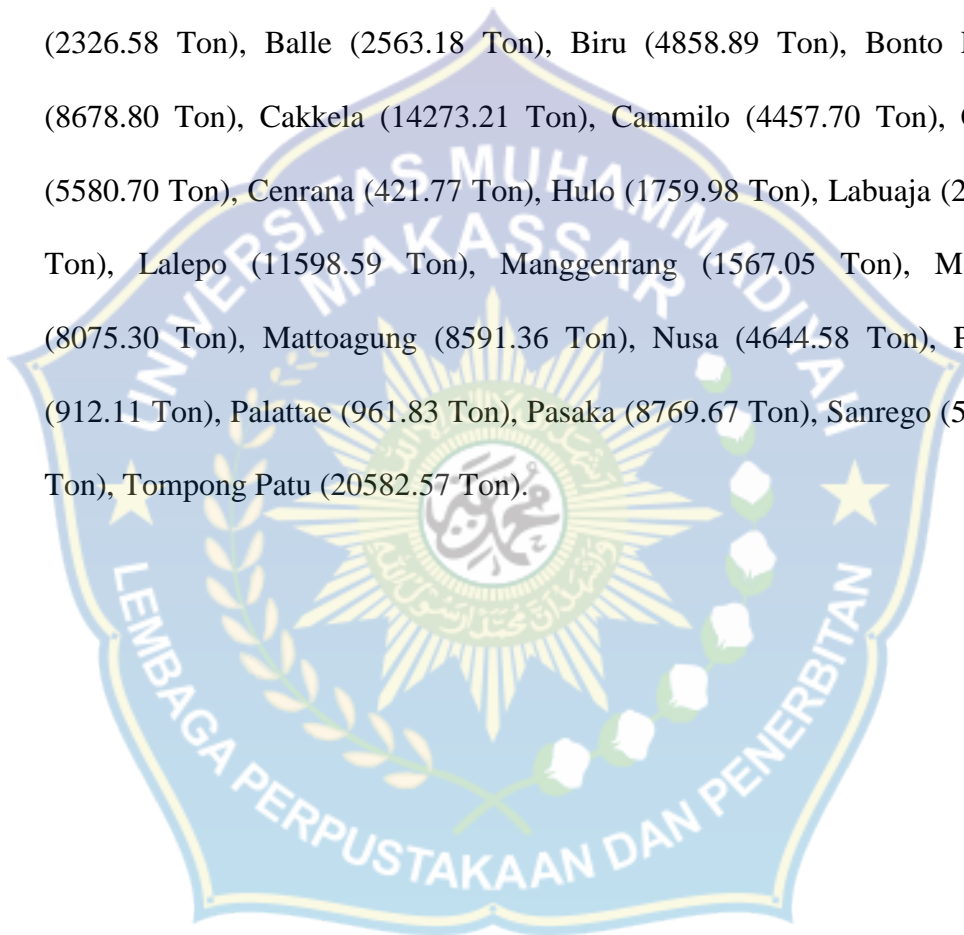 (2326.58 Ton), Balle (2563.18 Ton), Biru (4858.89 Ton), Bonto
(8678.80 Ton), Cakkela (14273.21 Ton), Cammilo (4457.70 Ton),
(5580.70 Ton), Cenrana (421.77 Ton), Hulo (1759.98 Ton), Labuaja
Ton), Lalepo (11598.59 Ton), Manggenrang (1567.05 Ton),
(8075.30 Ton), Mattoagung (8591.36 Ton), Nusa (4644.58 Ton),
(912.11 Ton), Palattae (961.83 Ton), Pasaka (8769.67 Ton), Sanrego
Ton), Tompong Patu (20582.57 Ton).
UNIVERSITAS MUHAMMADIYAH
MAKASSAR
LEMBAGA PERPUSTAKAAN DAN PENERBITAN